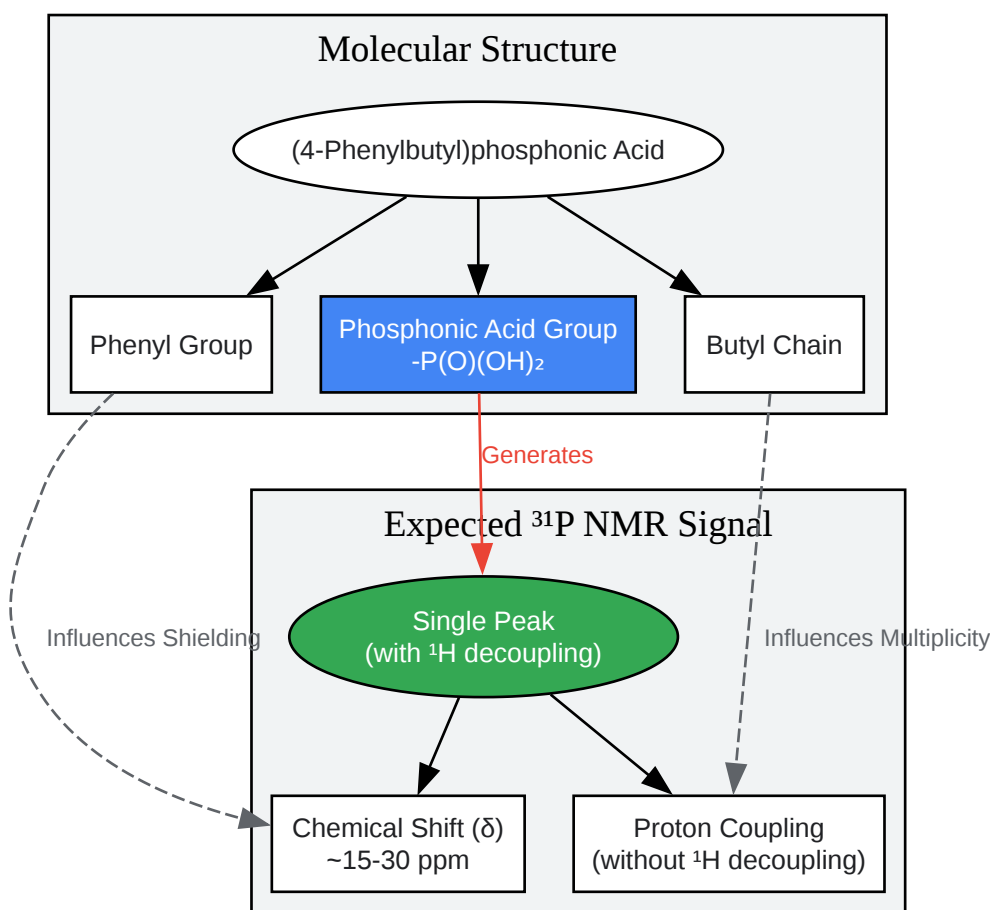 Molecular Structure
(4-Phenylbutyl)phosphonic Acid
Phenyl Group
Phosphonic Acid Group
-P(O)(OH)₂
Butyl Chain
Generates
Expected ³¹P NMR Signal
Single Peak
(with ¹H decoupling)
Influences Shielding
Influences Multiplicity
Chemical Shift (δ)
~15-30 ppm
Proton Coupling
(without ¹H decoupling)